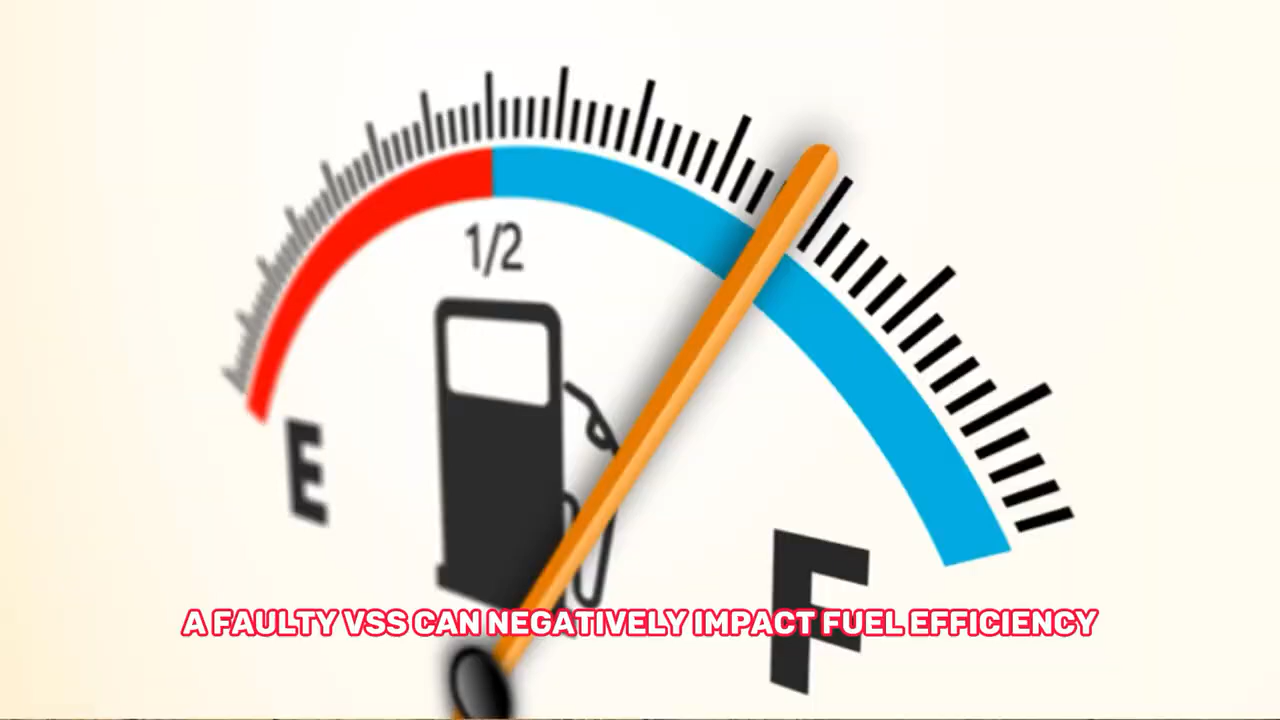 1/2
E
F
A FAULTY VSS CAN NEGATIVELY IMPACT FUEL EFFICIENCY